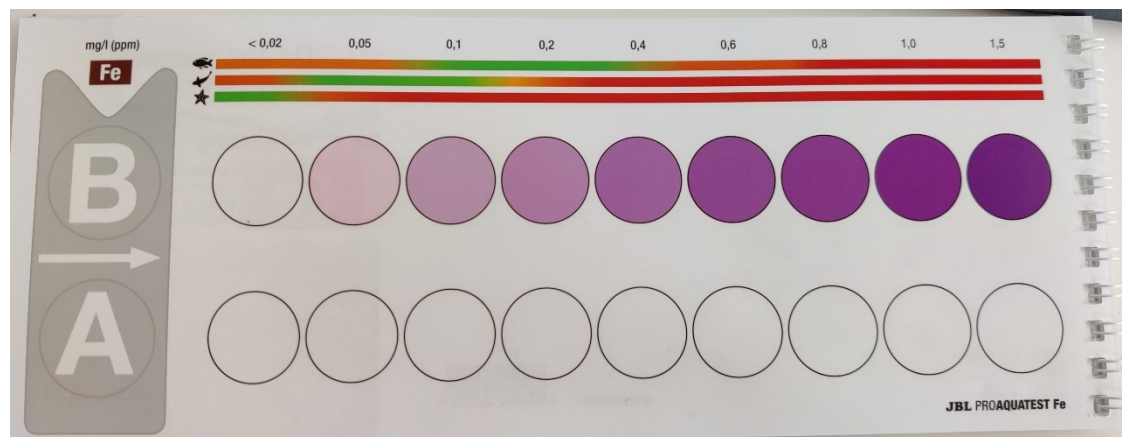 mg/l (ppm) < 0,02 0,05 0,1 0,2 0,4 0,6 0,8 1,0 1,5
Fe
B
A
JBL PROAQUATEST Fe